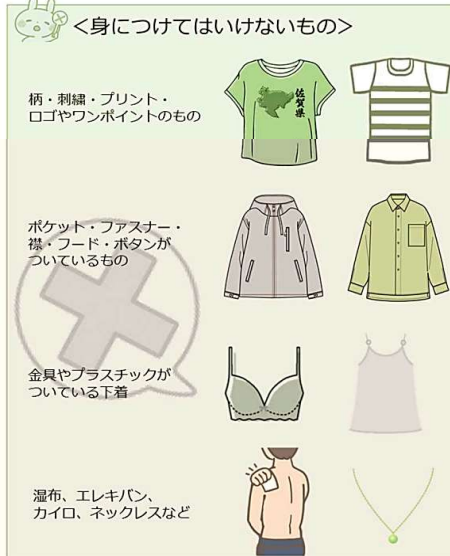 ＜身につけてはいけないもの＞
柄・刺繍・プリント・
ロゴやワンポイントのもの
佐賀県
ポケット・ファスナー・
襟・フード・ボタンが
ついているもの
金具やプラスチックが
ついている下着
湿布、エレキバン、
カイロ、ネックレスなど